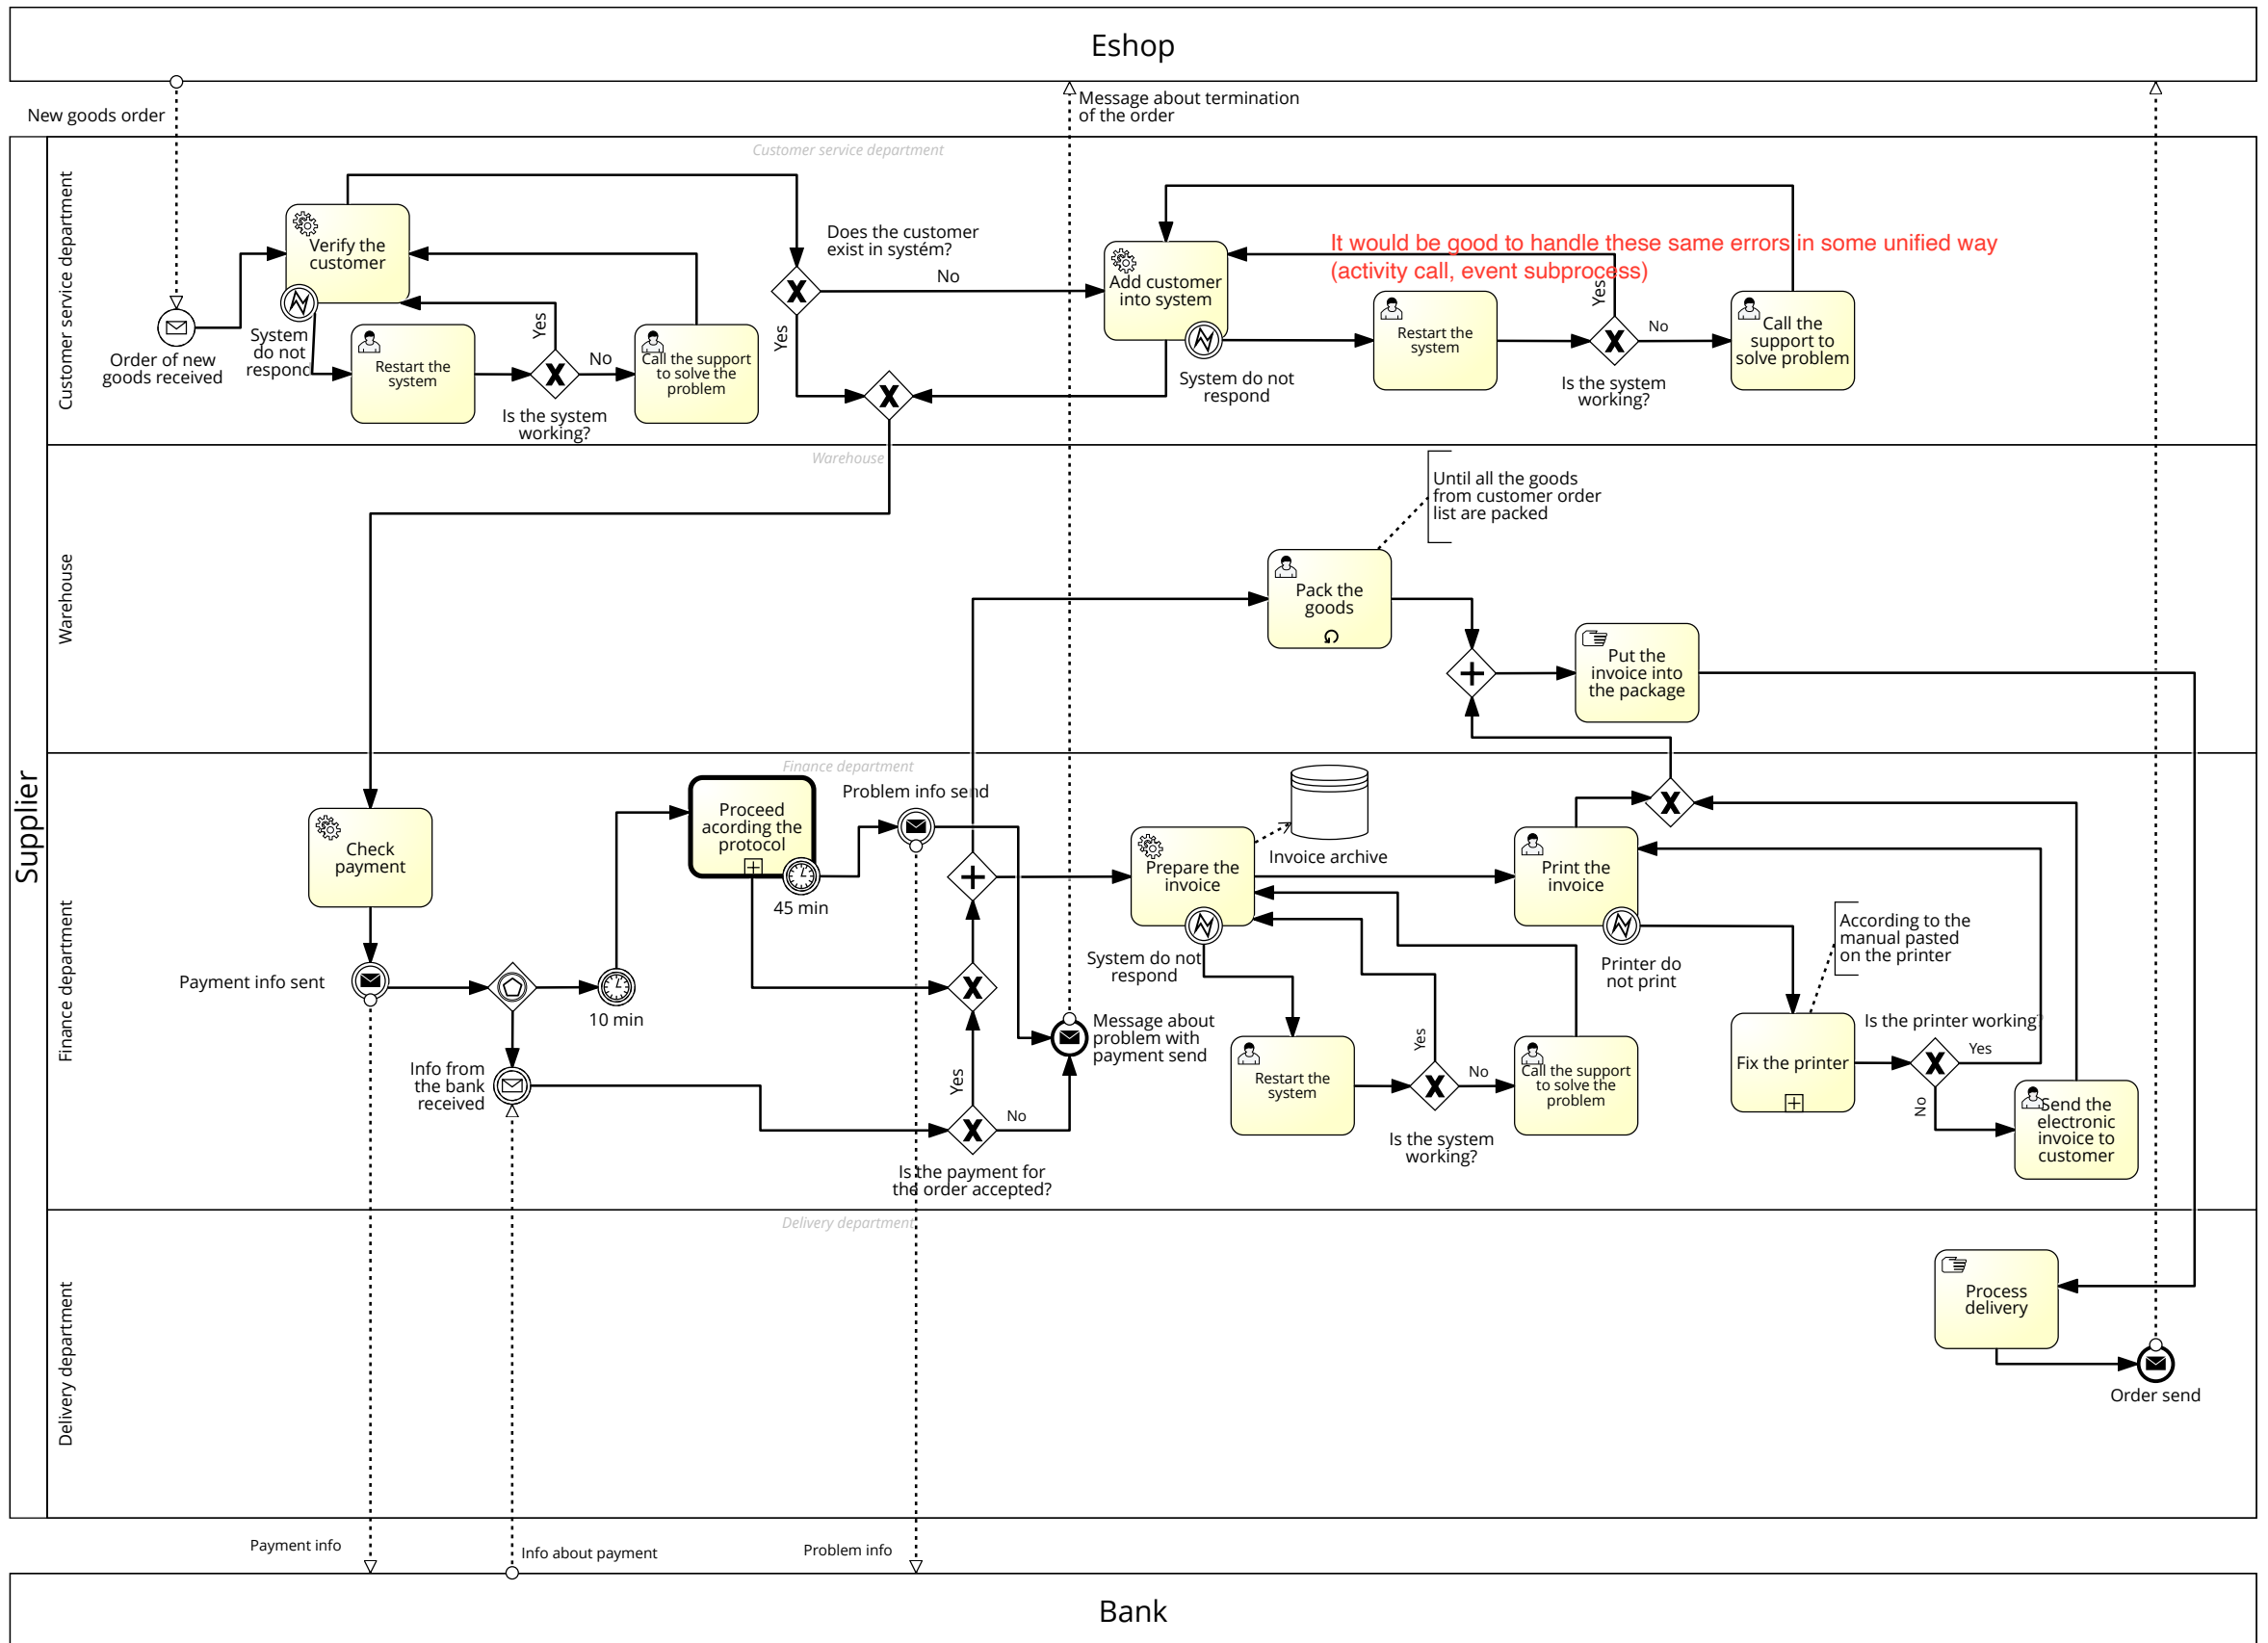 Eshop
New goods order
Message about termination
of the order
Supplier
Customer service department
Customer service department
Verify the
customer
System
do not
respond
Order of new
goods received
Restart the
system
Yes
No
Is the system
working?
Call the support
to solve the
problem
Does the customer
exist in systém?
No
Yes
Add customer
into system
System do not
respond
It would be good to handle these same errors in some unified way
(activity call, event subprocess)
Restart the
system
Yes
No
Is the system
working?
Call the
support to
solve problem
Warehouse
Warehouse
Until all the goods
from customer order
list are packed
Pack the
goods
Put the
invoice into
the package
Finance department
Finance department
Check
payment
Payment info sent
10 min
Info from
the bank
received
Proceed
acording the
protocol
45 min
Problem info send
Yes
No
Is the payment for
the order accepted?
Message about
problem with
payment send
Prepare the
invoice
Invoice archive
System do not
respond
Restart the
system
Yes
No
Is the system
working?
Call the support
to solve the
problem
Print the
invoice
Printer do
not print
According to the
manual pasted
on the printer
Fix the printer
Is the printer working?
Yes
No
Send the
electronic
invoice to
customer
Delivery department
Delivery department
Process
delivery
Order send
Payment info
Info about payment
Problem info
Bank